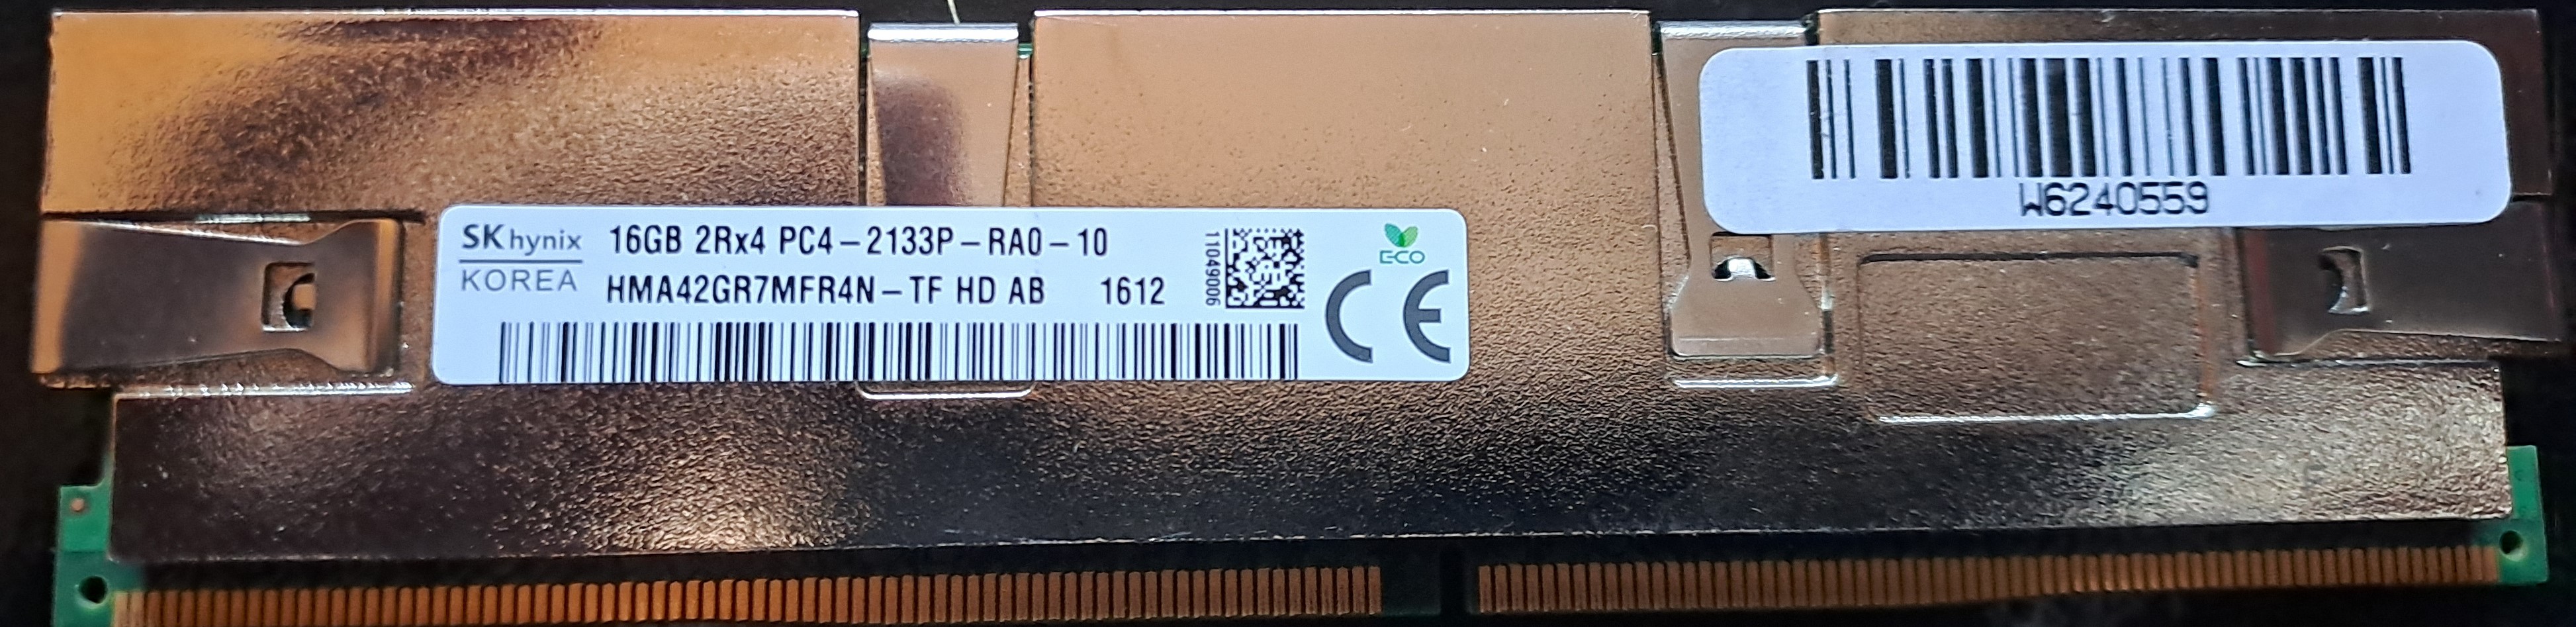 SK hynix
KOREA
16GB 2Rx4 PC4-2133P-RA0-10
HMA42GR7MFR4N-TF HD AB 1612
11049006
ECO
CE
W6240559